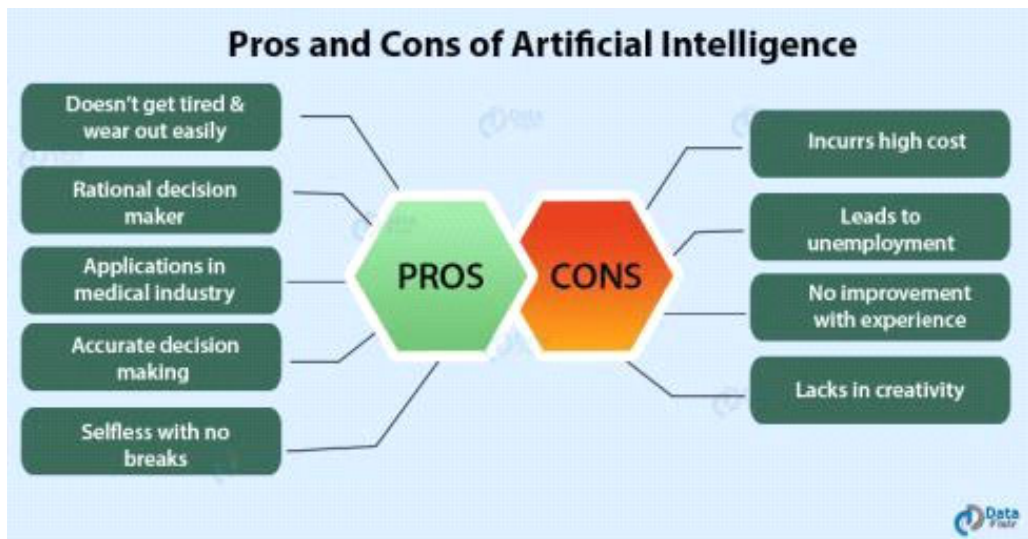 Pros and Cons of Artificial Intelligence
Doesn't get tired &
wear out easily
Rational decision
maker
Applications in
medical industry
Accurate decision
making
Selfless with no
breaks
PROS
CONS
Incurrs high cost
Leads to
unemployment
No improvement
with experience
Lacks in creativity
Data
Flair